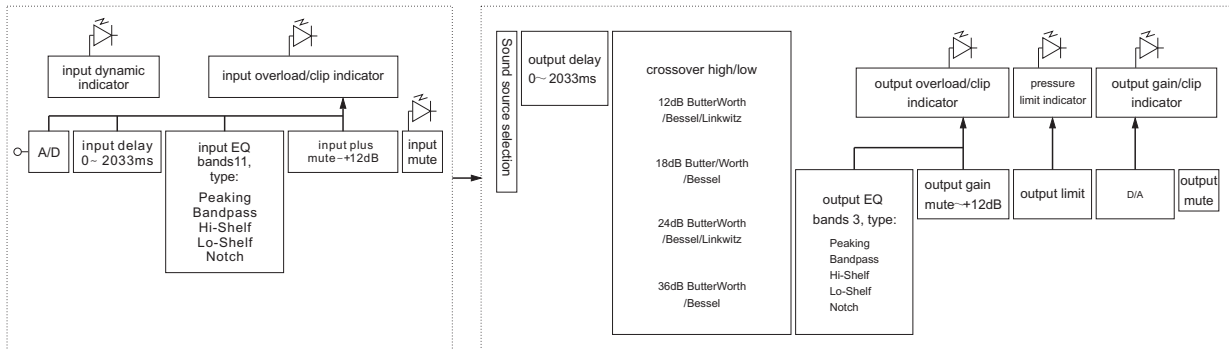 input dynamic
indicator
input overload/clip indicator
A/D
input delay
0~ 2033ms
input EQ
bands11,
type:
Peaking
Bandpass
Hi-Shelf
Lo-Shelf
Notch
input plus
mute~+12dB
input
mute
Sound source selection
output delay
0~ 2033ms
crossover high/low
12dB ButterWorth
/Bessel/Linkwitz
18dB Butter/Worth
/Bessel
24dB ButterWorth
/Bessel/Linkwitz
36dB ButterWorth
/Bessel
output EQ
bands 3, type:
Peaking
Bandpass
Hi-Shelf
Lo-Shelf
Notch
output overload/clip
indicator
output gain
mute~+12dB
pressure
limit indicator
output limit
output gain/clip
indicator
D/A
output
mute